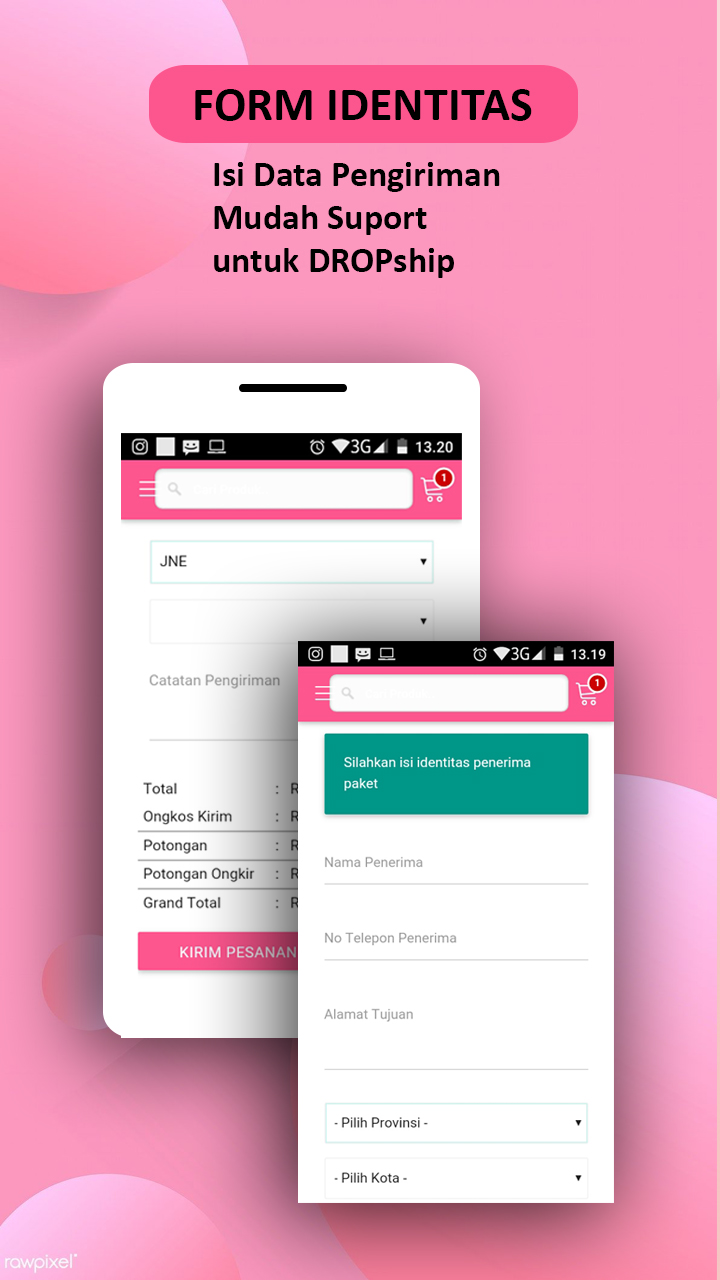 FORM IDENTITAS
Isi Data Pengiriman
Mudah Suport
untuk DROPship
3G 13.20
1
JNE
Catatan Pengiriman
Total : R
Ongkos Kirim : R
Potongan : R
Potongan Ongkir : R
Grand Total : R
KIRIM PESANAN
3G 13.19
1
Silahkan isi identitas penerima
paket
Nama Penerima
No Telepon Penerima
Alamat Tujuan
- Pilih Provinsi -
- Pilih Kota -
rawpixel